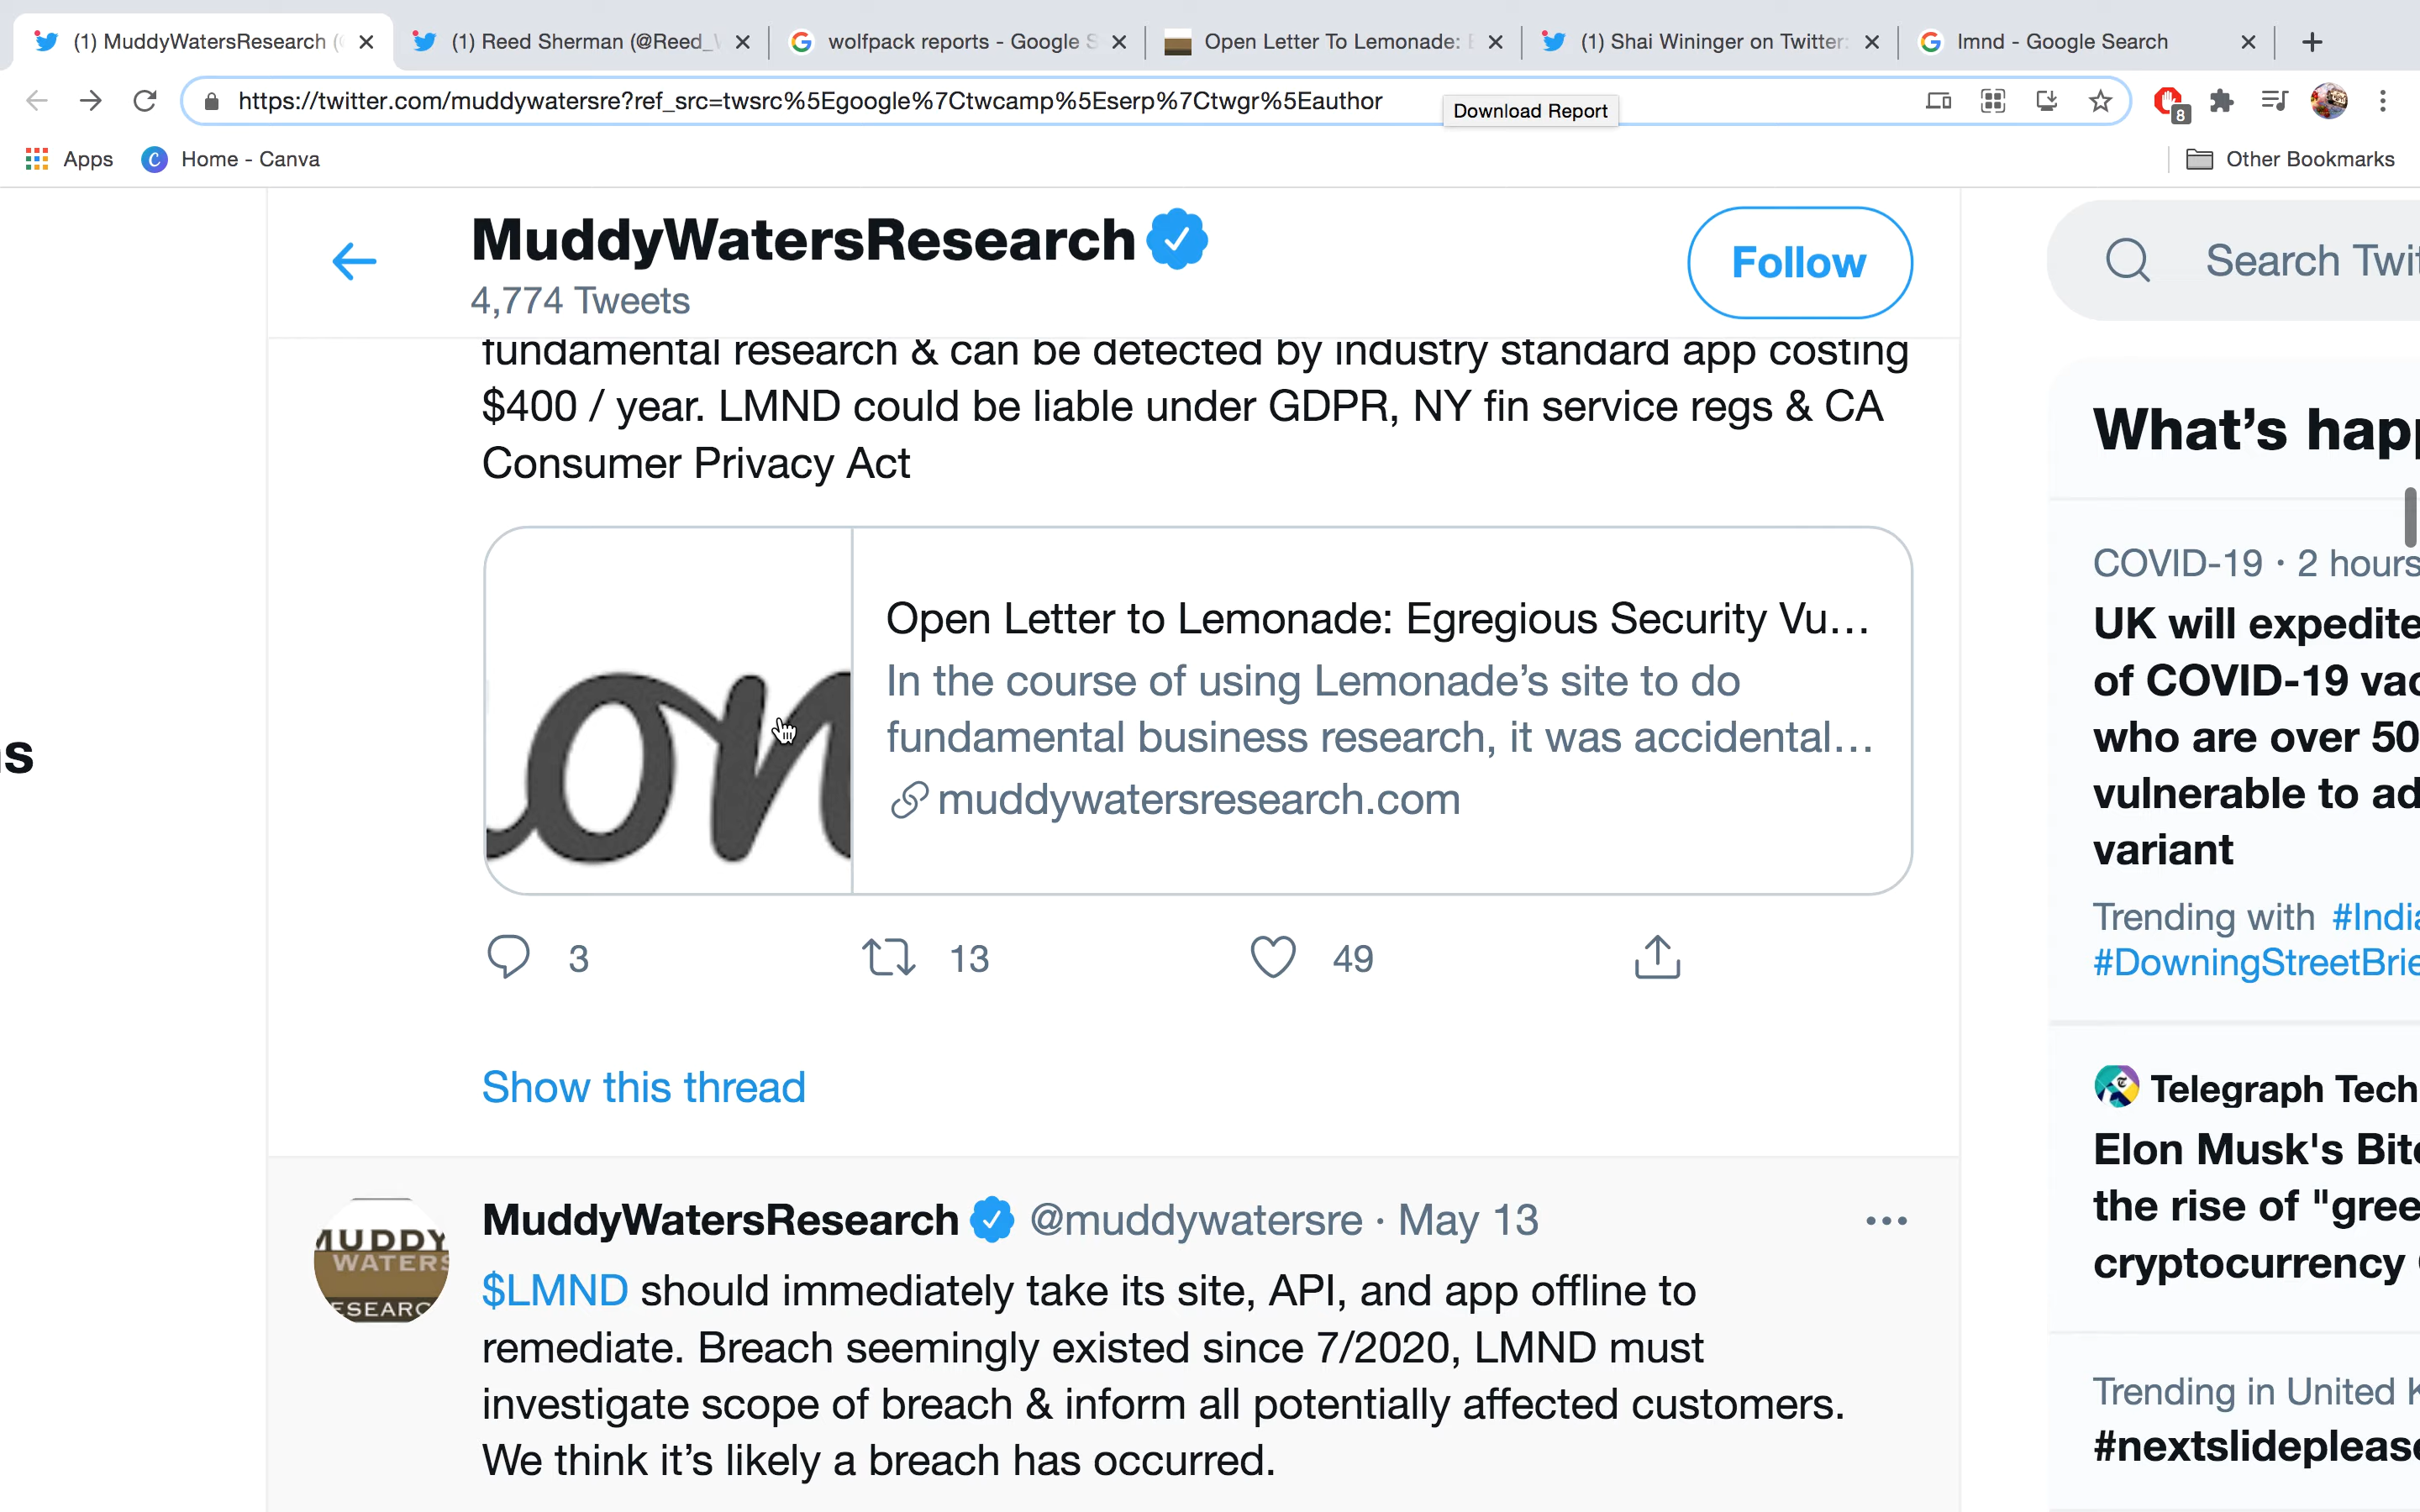 (1) MuddyWatersResearch (
(1) Reed Sherman (@Reed_
wolfpack reports - Google S
Open Letter To Lemonade: E
(1) Shai Wininger on Twitter:
lmnd - Google Search
https://twitter.com/muddywatersre?ref_src=twsrc%5Egoogle%7Ctwcamp%5Eserp%7Ctwgr%5Eauthor
Download Report
8
Apps
Home - Canva
Other Bookmarks
MuddyWatersResearch
4,774 Tweets
Follow
Search Twit
fundamental research & can be detected by industry standard app costing
$400 / year. LMND could be liable under GDPR, NY fin service regs & CA
Consumer Privacy Act
on
Open Letter to Lemonade: Egregious Security Vu...
In the course of using Lemonade's site to do
fundamental business research, it was accidental...
muddywatersresearch.com
3
13
49
Show this thread
MUDDY
WATERS
ESEARC
MuddyWatersResearch @muddywatersre · May 13
$LMND should immediately take its site, API, and app offline to
remediate. Breach seemingly existed since 7/2020, LMND must
investigate scope of breach & inform all potentially affected customers.
We think it's likely a breach has occurred.
s
What's hap
COVID-19 · 2 hours
UK will expedite
of COVID-19 vac
who are over 50
vulnerable to ad
variant
Trending with #India
#DowningStreetBrie
Telegraph Tech
Elon Musk's Bitc
the rise of "gree
cryptocurrency
Trending in United K
#nextslideplease